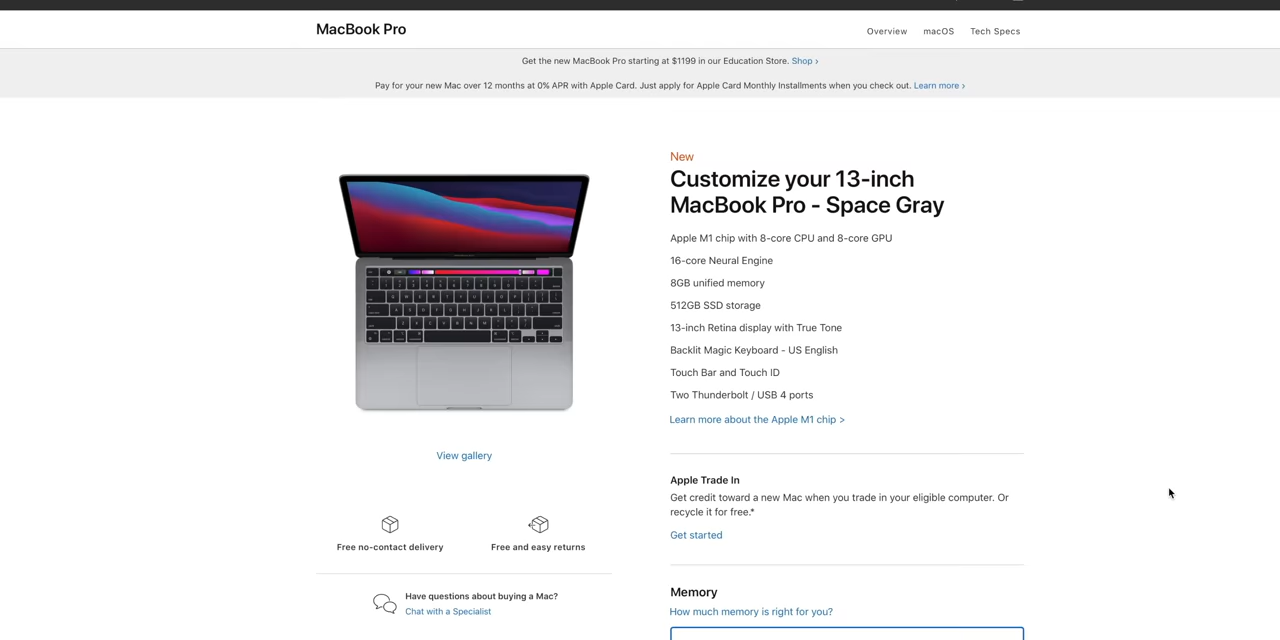 MacBook Pro
Overview
macOS
Tech Specs
Get the new MacBook Pro starting at $1199 in our Education Store. Shop ›
Pay for your new Mac over 12 months at 0% APR with Apple Card. Just apply for Apple Card Monthly Installments when you check out. Learn more ›
New
Customize your 13-inch
MacBook Pro - Space Gray
Apple M1 chip with 8-core CPU and 8-core GPU
16-core Neural Engine
8GB unified memory
512GB SSD storage
13-inch Retina display with True Tone
Backlit Magic Keyboard - US English
Touch Bar and Touch ID
Two Thunderbolt / USB 4 ports
Learn more about the Apple M1 chip >
View gallery
Free no-contact delivery
Free and easy returns
Have questions about buying a Mac?
Chat with a Specialist
Apple Trade In
Get credit toward a new Mac when you trade in your eligible computer. Or
recycle it for free.*
Get started
Memory
How much memory is right for you?